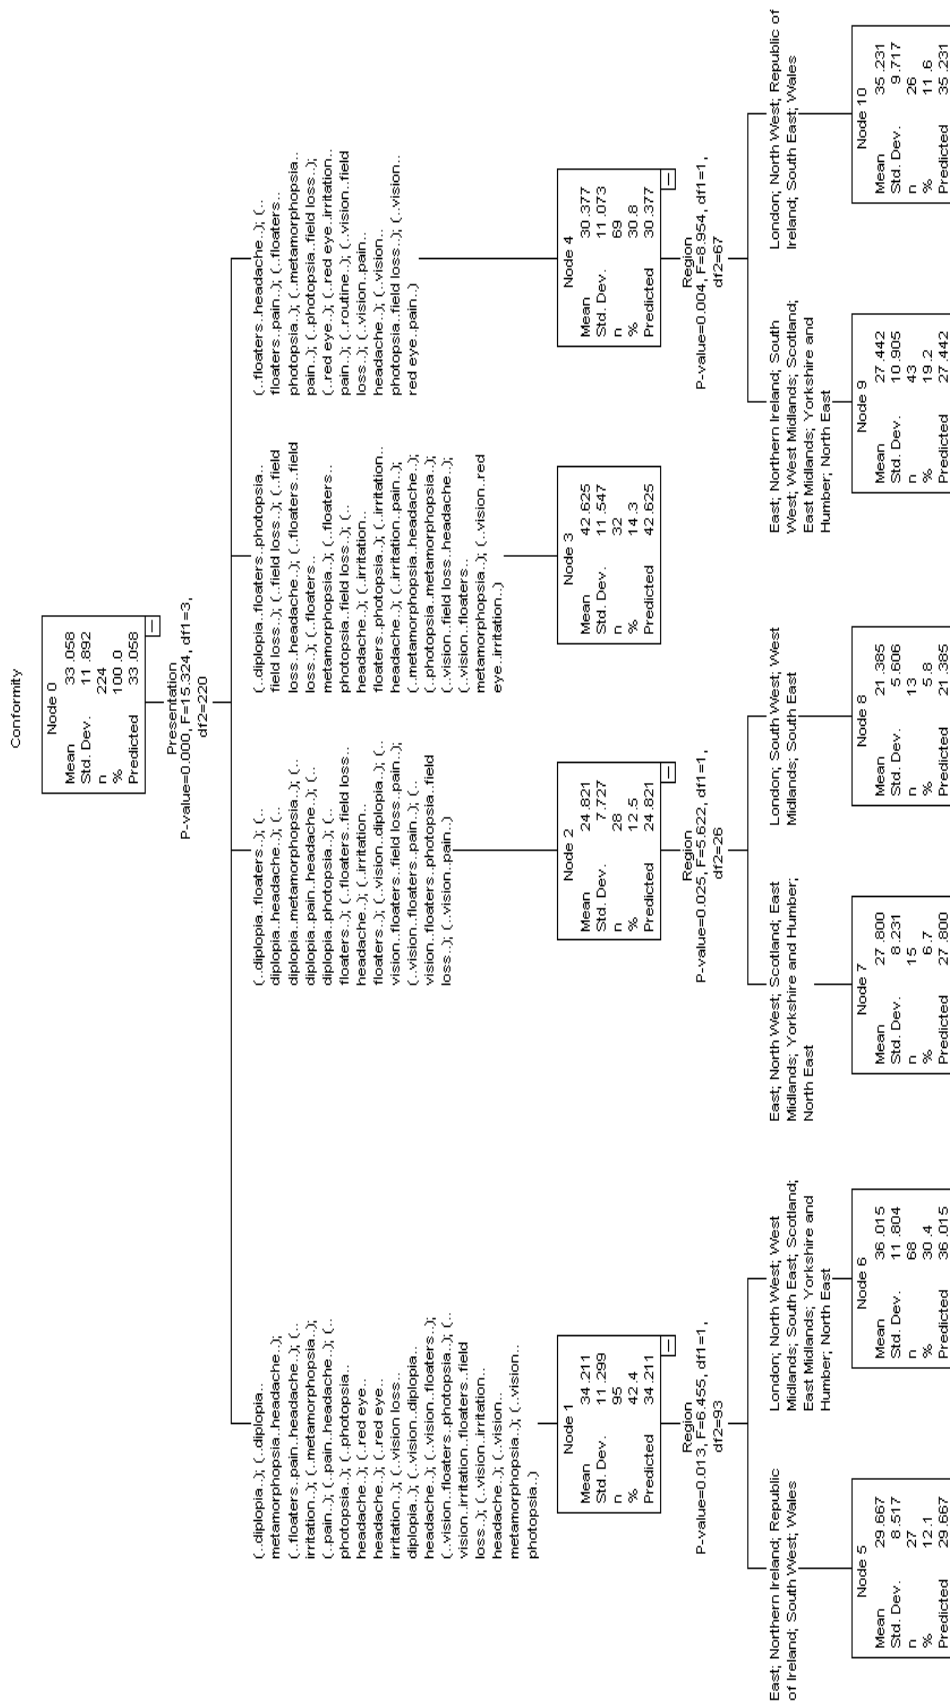 Conformity
Node 0
Mean 33.058
Std. Dev. 11.892
n 224
% 100.0
Predicted 33.058
Presentation
P-value=0.000, F=15.324, df1=3,
df2=220
(..diplopia..); (..diplopia..
metamorphopsia..headache..);
(..floaters..pain..headache..); (..
irritation..); (..metamorphopsia..);
(..pain..); (..pain..headache..); (..
photopsia..); (..photopsia..
headache..); (..red eye..
headache..); (..red eye..
irritation..); (..vision loss..
diplopia..); (..vision..diplopia..
headache..); (..vision..floaters..);
(..vision..floaters..photopsia..); (..
vision..irritation..floaters..field
loss..); (..vision..irritation..
headache..); (..vision..
metamorphopsia..); (..vision..
photopsia..)
(..diplopia..floaters..); (..
diplopia..headache..); (..
diplopia..metamorphopsia..); (..
diplopia..pain..headache..); (..
diplopia..photopsia..); (..
floaters..); (..floaters..field loss..
headache..); (..irritation..
floaters..); (..vision..diplopia..); (..
vision..floaters..field loss..pain..);
(..vision..floaters..pain..); (..
vision..floaters..photopsia..field
loss..); (..vision..pain..)
(..diplopia..floaters..photopsia..
field loss..); (..field loss..); (..field
loss..headache..); (..floaters..field
loss..); (..floaters..
metamorphopsia..); (..floaters..
photopsia..field loss..); (..
headache..); (..irritation..
floaters..photopsia..); (..irritation..
headache..); (..irritation..pain..);
(..metamorphopsia..headache..);
(..photopsia..metamorphopsia..);
(..vision..field loss..headache..);
(..vision..floaters..
metamorphopsia..); (..vision..red
eye..irritation..)
(..floaters..headache..); (..
floaters..pain..); (..floaters..
photopsia..); (..metamorphopsia..
pain..); (..photopsia..field loss..);
(..red eye..); (..red eye..irritation..
pain..); (..routine..); (..vision..field
loss..); (..vision..pain..
headache..); (..vision..
photopsia..field loss..); (..vision..
red eye..pain..)
Node 1
Mean 34.211
Std. Dev. 11.299
n 95
% 42.4
Predicted 34.211
Node 2
Mean 24.821
Std. Dev. 7.727
n 28
% 12.5
Predicted 24.821
Node 3
Mean 42.625
Std. Dev. 11.547
n 32
% 14.3
Predicted 42.625
Node 4
Mean 30.377
Std. Dev. 11.073
n 69
% 30.8
Predicted 30.377
Region
P-value=0.013, F=6.455, df1=1,
df2=93
Region
P-value=0.025, F=5.622, df1=1,
df2=26
Region
P-value=0.004, F=8.954, df1=1,
df2=67
East; Northern Ireland; Republic
of Ireland; South West; Wales
London; North West; West
Midlands; South East; Scotland;
East Midlands; Yorkshire and
Humber; North East
East; North West; Scotland; East
Midlands; Yorkshire and Humber;
North East
London; South West; West
Midlands; South East
East; Northern Ireland; South
West; West Midlands; Scotland;
East Midlands; Yorkshire and
Humber; North East
London; North West; Republic of
Ireland; South East; Wales
Node 5
Mean 29.667
Std. Dev. 8.517
n 27
% 12.1
Predicted 29.667
Node 6
Mean 36.015
Std. Dev. 11.804
n 68
% 30.4
Predicted 36.015
Node 7
Mean 27.800
Std. Dev. 8.231
n 15
% 6.7
Predicted 27.800
Node 8
Mean 21.385
Std. Dev. 5.606
n 13
% 5.8
Predicted 21.385
Node 9
Mean 27.442
Std. Dev. 10.905
n 43
% 19.2
Predicted 27.442
Node 10
Mean 35.231
Std. Dev. 9.717
n 26
% 11.6
Predicted 35.231